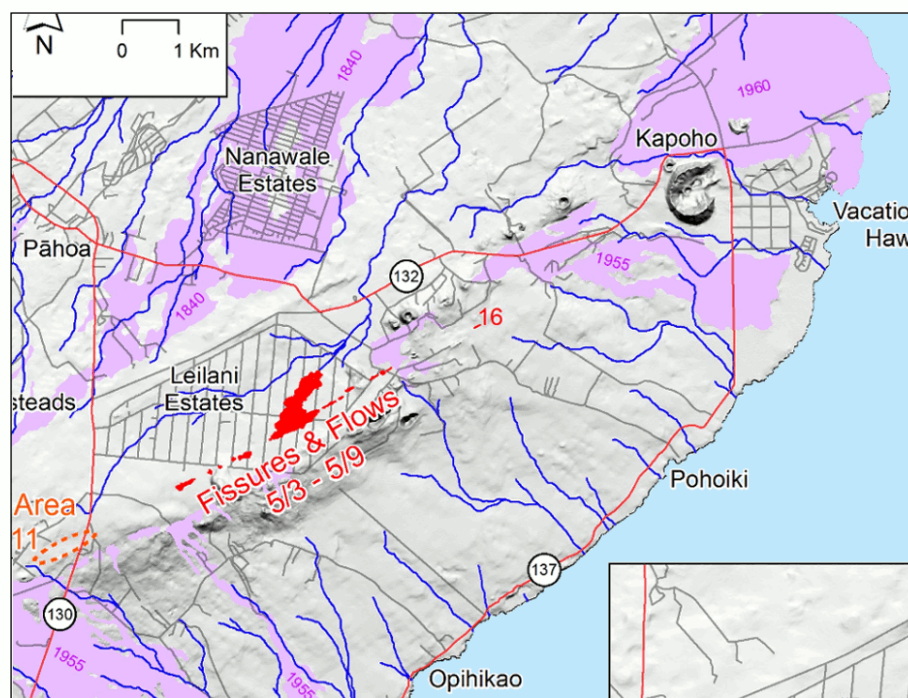 N
0 1 Km
1840
1960
Kapoho
Nanawale
Estates
Vacatio
Haw
Pāhoa
132
1955
1840
16
Leilani
Estates
steads
Fissures & Flows
5/3 - 5/9
Pohoiki
Area
11
137
130
1955
1955
Opihikao